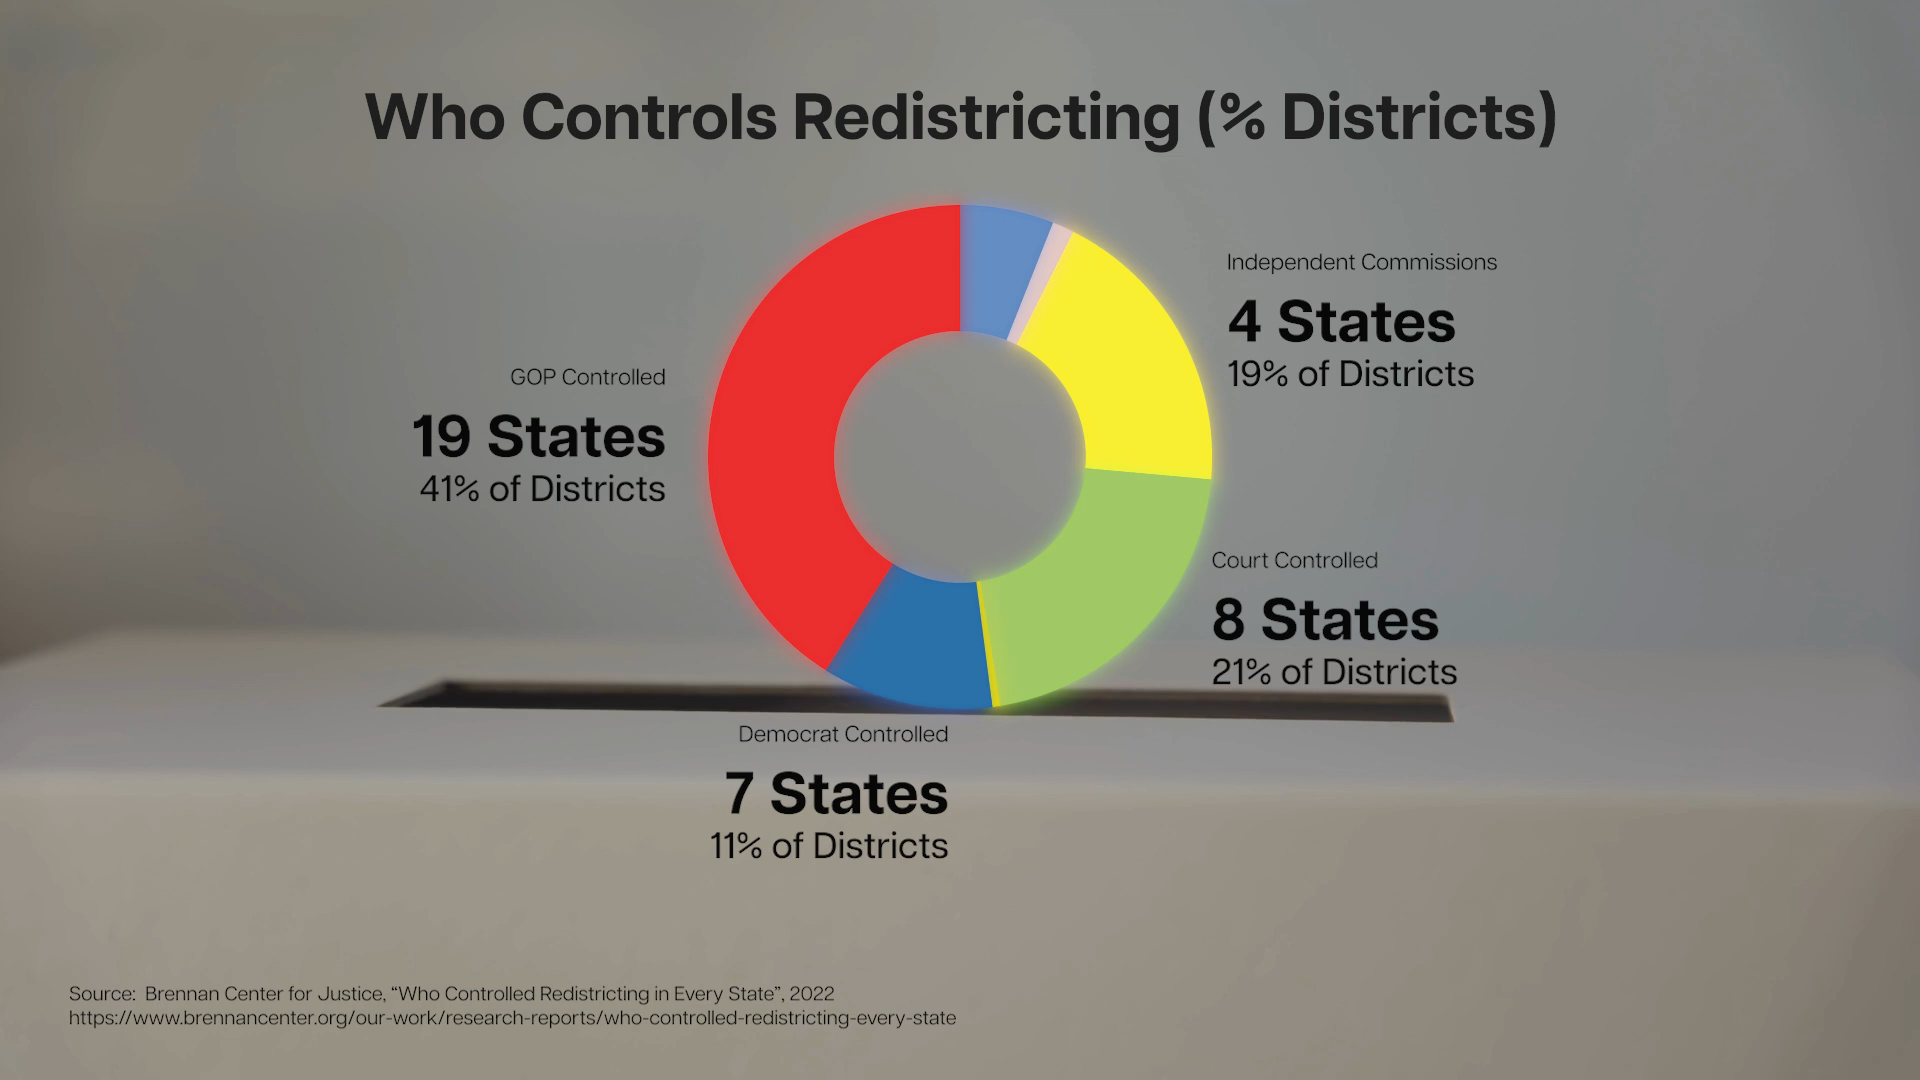 Who Controls Redistricting (% Districts)
Independent Commissions
4 States
19% of Districts
GOP Controlled
19 States
41% of Districts
Court Controlled
8 States
21% of Districts
Democrat Controlled
7 States
11% of Districts
Source:  Brennan Center for Justice, “Who Controlled Redistricting in Every State”, 2022
https://www.brennancenter.org/our-work/research-reports/who-controlled-redistricting-every-state